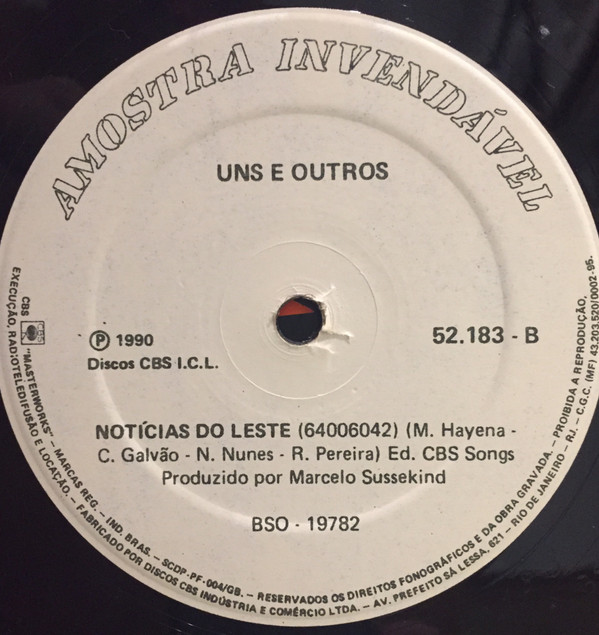 AMOSTRA INVENDÁVEL
UNS E OUTROS
Ⓟ 1990
Discos CBS I.C.L.
52.183 - B
NOTÍCIAS DO LESTE (64006042) (M. Hayena -
C. Galvão - N. Nunes - R. Pereira) Ed. CBS Songs
Produzido por Marcelo Sussekind
BSO - 19782
CBS CBS "MASTERWORKS" - MARCAS REG. - IND. BRAS. - SCDP-PF-004/GB. - RESERVADOS OS DIREITOS FONOGRÁFICOS E DA OBRA GRAVADA. - PROIBIDA A REPRODUÇÃO,
EXECUÇÃO, RADIOTELEDIFUSÃO E LOCAÇÃO. - FABRICADO POR DISCOS CBS INDÚSTRIA E COMÉRCIO LTDA. - AV. PREFEITO SÁ LESSA, 621 - RIO DE JANEIRO - RJ. - C.G.C. (MF) 43.203.520/0002-95.